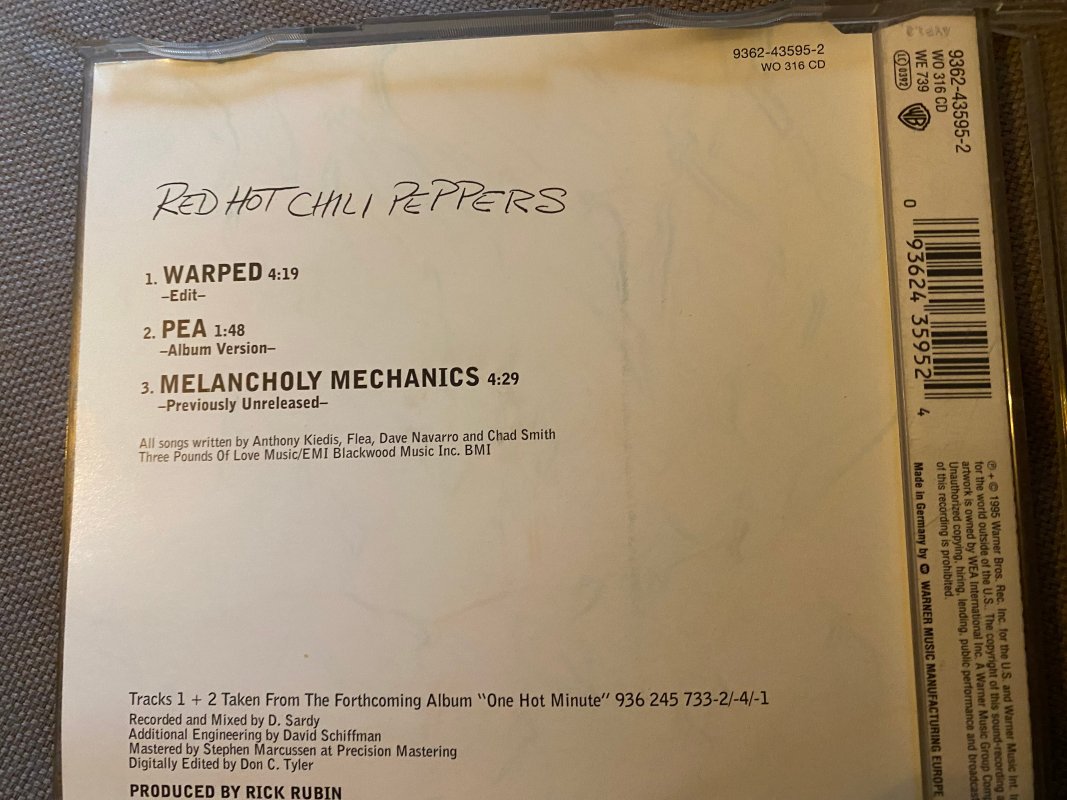 9362-43595-2
WO 316 CD
RED HOT CHILI PEPPERS
1. WARPED 4:19
–Edit–
2. PEA 1:48
–Album Version–
3. MELANCHOLY MECHANICS 4:29
–Previously Unreleased–
All songs written by Anthony Kiedis, Flea, Dave Navarro and Chad Smith
Three Pounds Of Love Music/EMI Blackwood Music Inc. BMI
Tracks 1 + 2 Taken From The Forthcoming Album "One Hot Minute" 936 245 733-2/-4/-1
Recorded and Mixed by D. Sardy
Additional Engineering by David Schiffman
Mastered by Stephen Marcussen at Precision Mastering
Digitally Edited by Don C. Tyler
PRODUCED BY RICK RUBIN
9362-43595-2
WO 316 CD
WE 739
LC 0392
WB
0 93624 35952 4
℗ + © 1995 Warner Bros. Rec. Inc. for the U.S. and Warner Music Int. 
for the world outside of the U.S. The copyright of this sound-recording
artwork is owned by WEA International Inc. A Warner Music Group
Unauthorized copying, hiring, lending, public performance and
of this recording is prohibited.
Made in Germany by WARNER MUSIC MANUFACTURING EUROPE